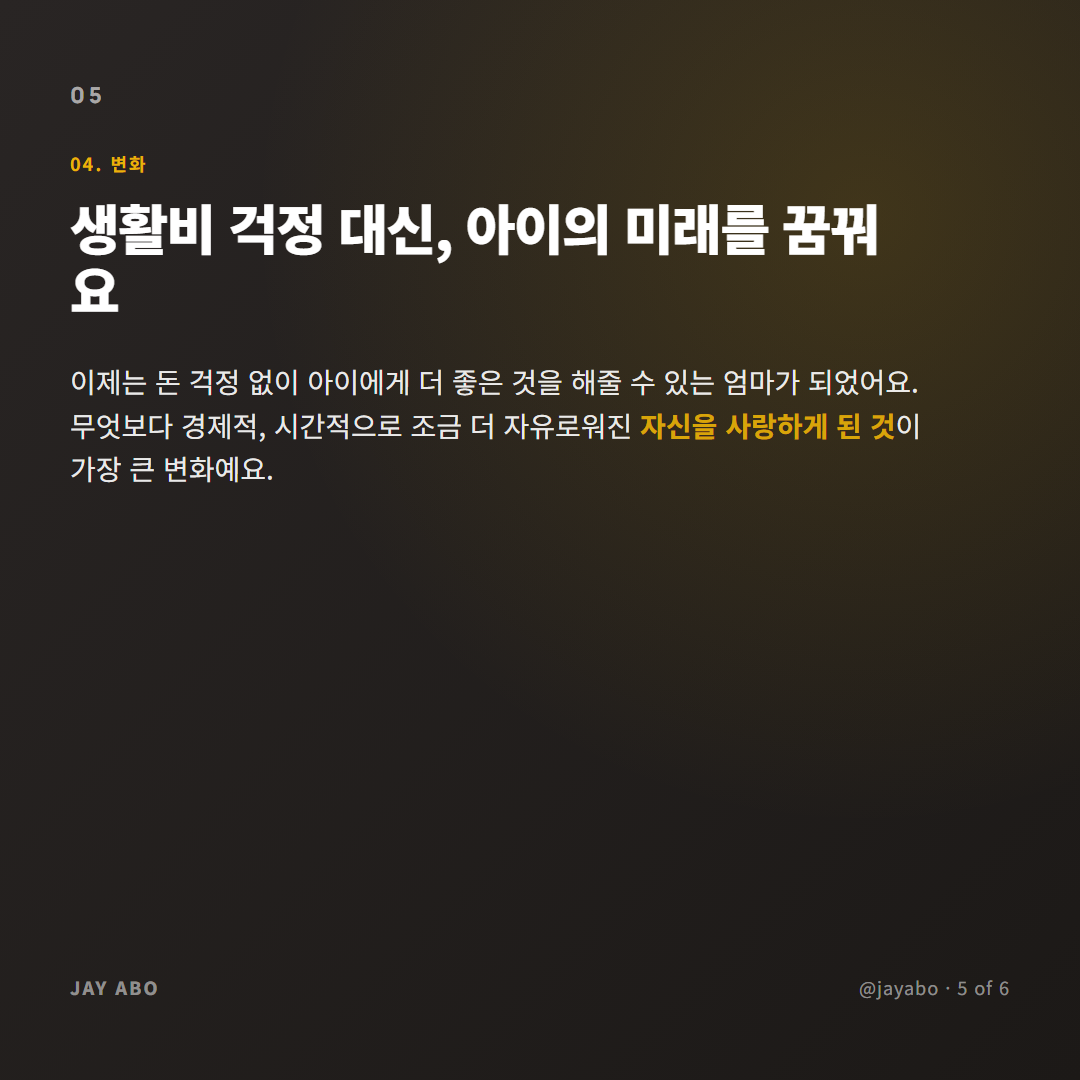 05
04. 변화
생활비 걱정 대신, 아이의 미래를 꿈꿔
요
이제는 돈 걱정 없이 아이에게 더 좋은 것을 해줄 수 있는 엄마가 되었어요.
무엇보다 경제적, 시간적으로 조금 더 자유로워진 자신을 사랑하게 된 것이
가장 큰 변화예요.
JAY ABO
@jayabo · 5 of 6